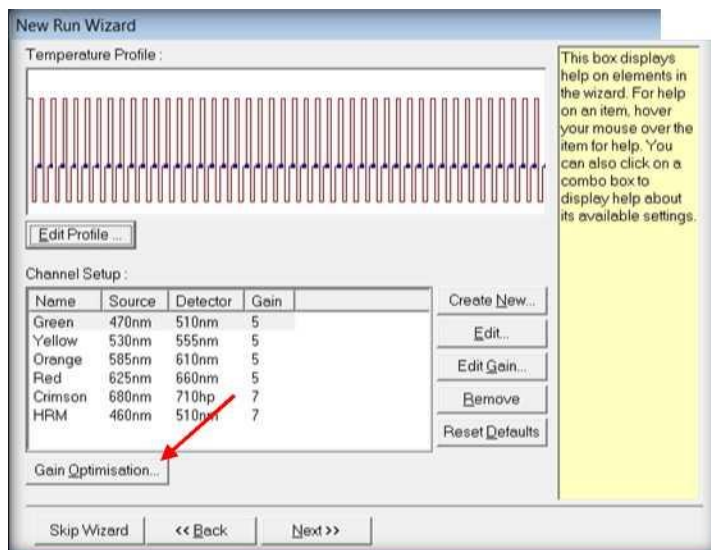 New Run Wizard
Temperature Profile :
Edit Profile ...
Channel Setup :
Name Source Detector Gain
Green 470nm 510nm 5
Yellow 530nm 555nm 5
Orange 585nm 610nm 5
Red 625nm 660nm 5
Crimson 680nm 710hp 7
HRM 460nm 510nm 7
Create New...
Edit...
Edit Gain...
Remove
Reset Defaults
Gain Optimisation...
Skip Wizard
<< Back
Next >>
This box displays
help on elements in
the wizard. For help
on an item, hover
your mouse over the
item for help. You
can also click on a
combo box to
display help about
its available settings.